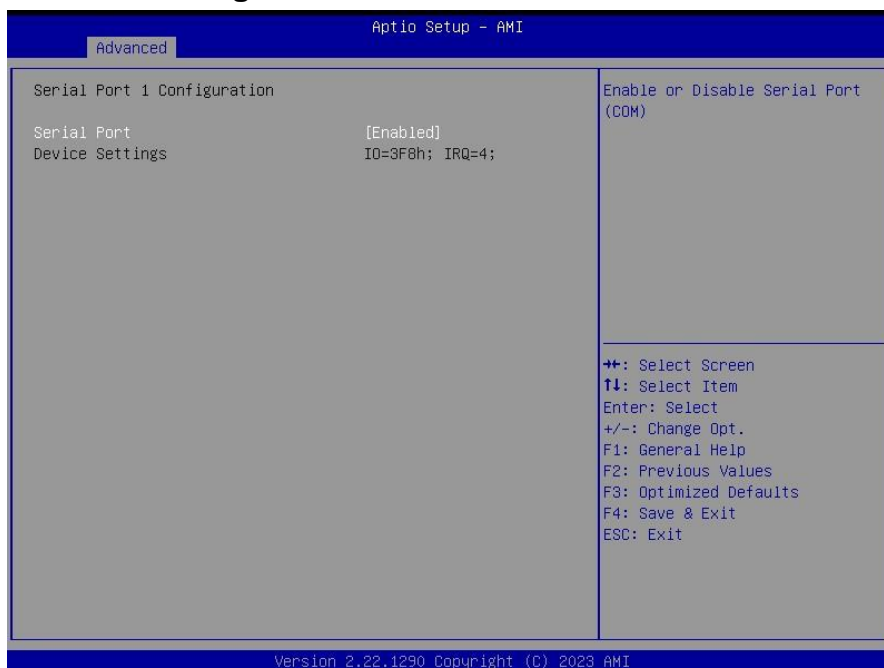 Aptio Setup – AMI
Advanced
Serial Port 1 Configuration
Serial Port [Enabled]
Device Settings IO=3F8h; IRQ=4;
Enable or Disable Serial Port
(COM)
→←: Select Screen
↑↓: Select Item
Enter: Select
+/-: Change Opt.
F1: General Help
F2: Previous Values
F3: Optimized Defaults
F4: Save & Exit
ESC: Exit
Version 2.22.1290 Copyright (C) 2023 AMI